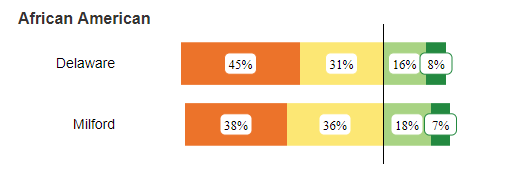 African American
Delaware 45% 31% 16% 8%
Milford 38% 36% 18% 7%